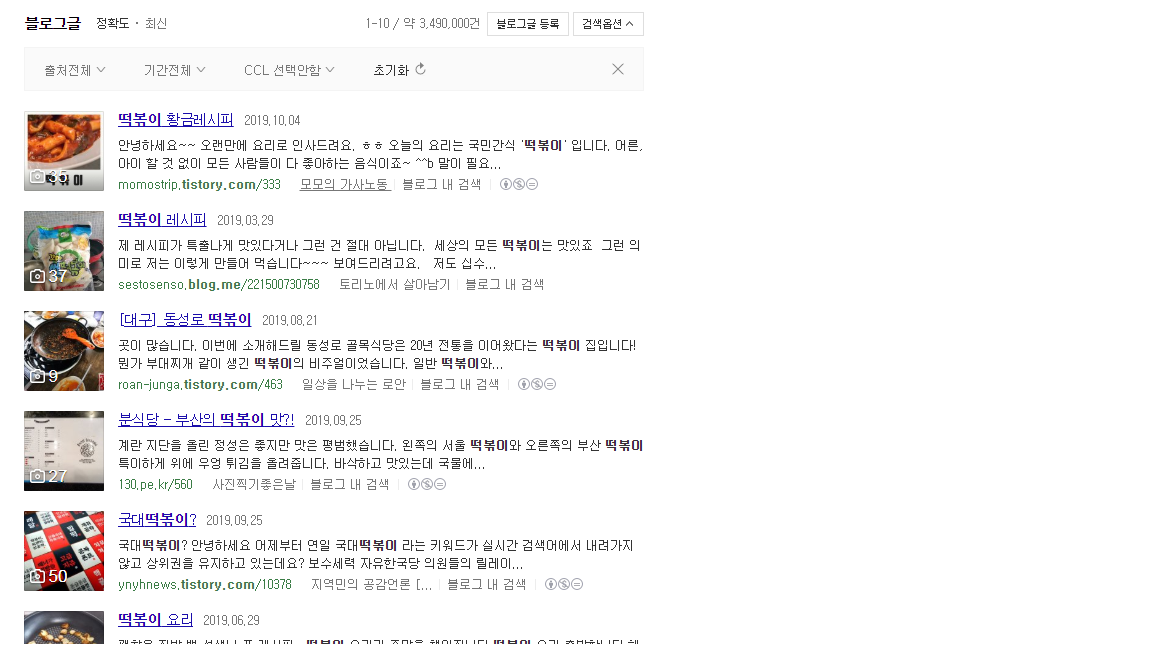 블로그글 정확도 · 최신 1-10 / 약 3,490,000건 블로그글 등록 검색옵션
출처전체 기간전체 CCL 선택안함 초기화
떡볶이 황금레시피 2019.10.04
안녕하세요~~ 오랜만에 요리로 인사드려요. ㅎㅎ 오늘의 요리는 국민간식 '떡볶이' 입니다. 어른,
아이 할 것 없이 모든 사람들이 다 좋아하는 음식이죠~ ^^b 말이 필요...
35
momostrip.tistory.com/333 모모의 가사노동 블로그 내 검색
떡볶이 레시피 2019.03.29
제 레시피가 특출나게 맛있다거나 그런 건 절대 아닙니다. 세상의 모든 떡볶이는 맛있죠 그런 의
미로 저는 이렇게 만들어 먹습니다~~~ 보여드리려고요. 저도 십수...
37
sestosenso.blog.me/221500730758 토리노에서 살아남기 블로그 내 검색
[대구] 동성로 떡볶이 2019.08.21
곳이 많습니다. 이번에 소개해드릴 동성로 골목식당은 20년 전통을 이어왔다는 떡볶이 집입니다!
뭔가 부대찌개 같이 생긴 떡볶이의 비주얼이었습니다. 일반 떡볶이와...
9
roan-junga.tistory.com/463 일상을 나누는 로안 블로그 내 검색
분식당 - 부산의 떡볶이 맛?! 2019.09.25
계란 지단을 올린 정성은 좋지만 맛은 평범했습니다. 왼쪽의 서울 떡볶이와 오른쪽의 부산 떡볶이
특이하게 위에 우엉 튀김을 올려줍니다. 바삭하고 맛있는데 국물에...
27
130.pe.kr/560 사진찍기좋은날 블로그 내 검색
국대떡볶이? 2019.09.25
국대떡볶이? 안녕하세요 어제부터 연일 국대떡볶이 라는 키워드가 실시간 검색어에서 내려가지
않고 상위권을 유지하고 있는데요? 보수세력 자유한국당 의원들의 릴레이...
50
ynyhnews.tistory.com/10378 지역민의 공감언론 [... 블로그 내 검색
떡볶이 요리 2019.06.29